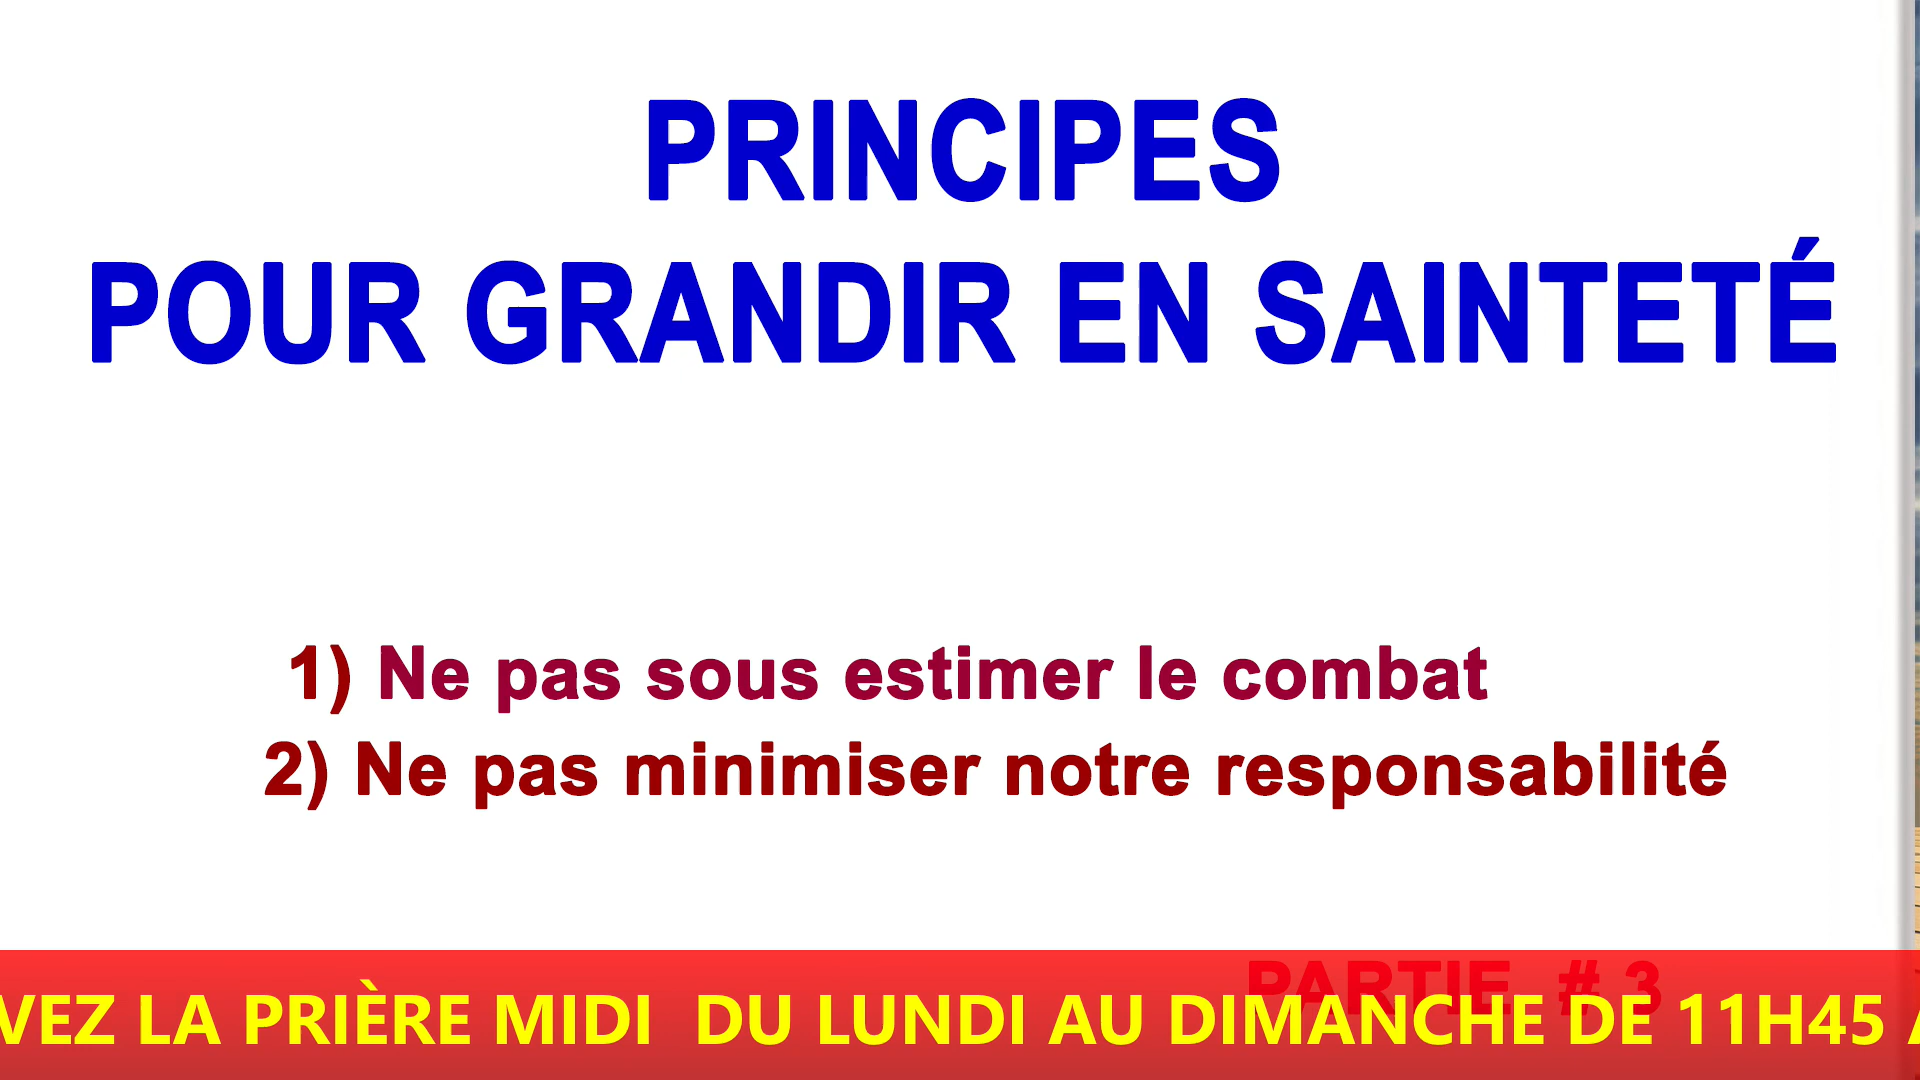 PRINCIPES
POUR GRANDIR EN SAINTETÉ
1) Ne pas sous estimer le combat
2) Ne pas minimiser notre responsabilité
PARTIE # 3
LA PRIÈRE MIDI DU LUNDI AU DIMANCHE DE 11H45